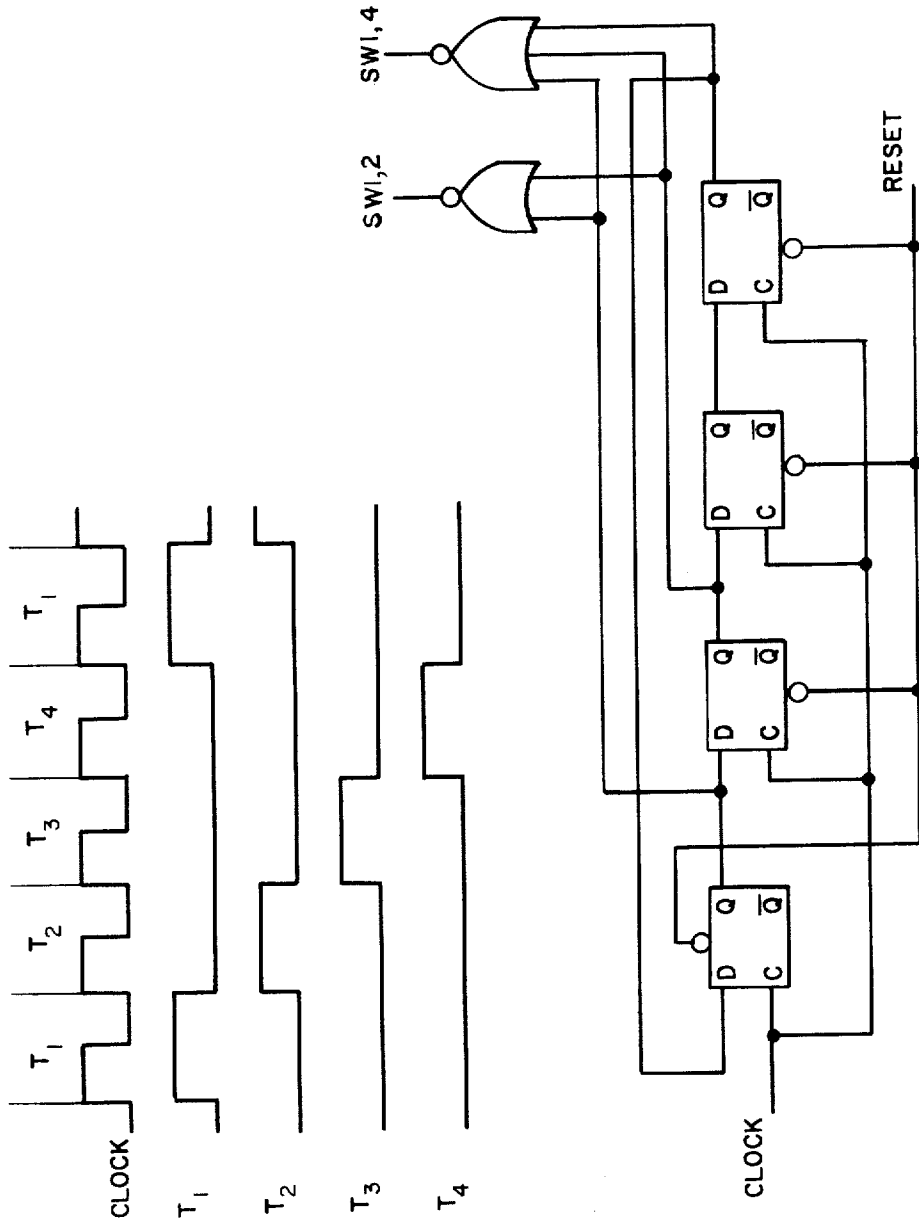 T1 T2 T3 T4 T1
CLOCK
T1
T2
T3
T4
SW1,2 SW1,4
D Q D Q D Q D Q
C Q̅ C Q̅ C Q̅ C Q̅
CLOCK
RESET